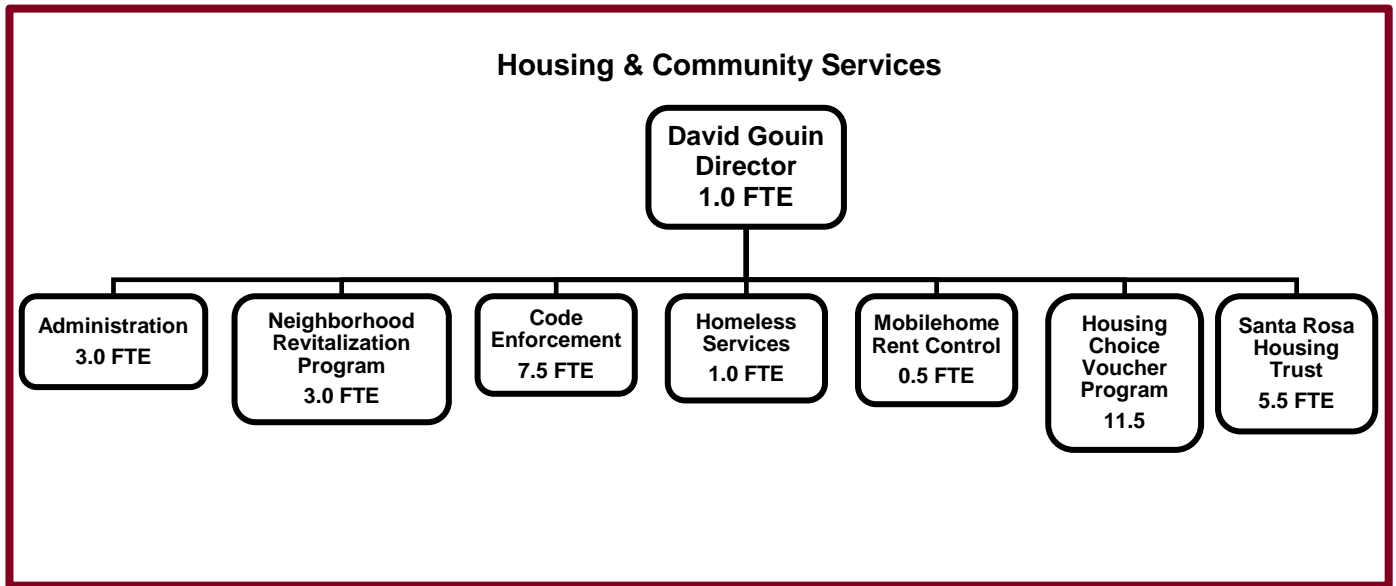 Housing & Community Services
David Gouin
Director
1.0 FTE
Administration
3.0 FTE
Neighborhood
Revitalization
Program
3.0 FTE
Code
Enforcement
7.5 FTE
Homeless
Services
1.0 FTE
Mobilehome
Rent Control
0.5 FTE
Housing
Choice
Voucher
Program
11.5
Santa Rosa
Housing
Trust
5.5 FTE